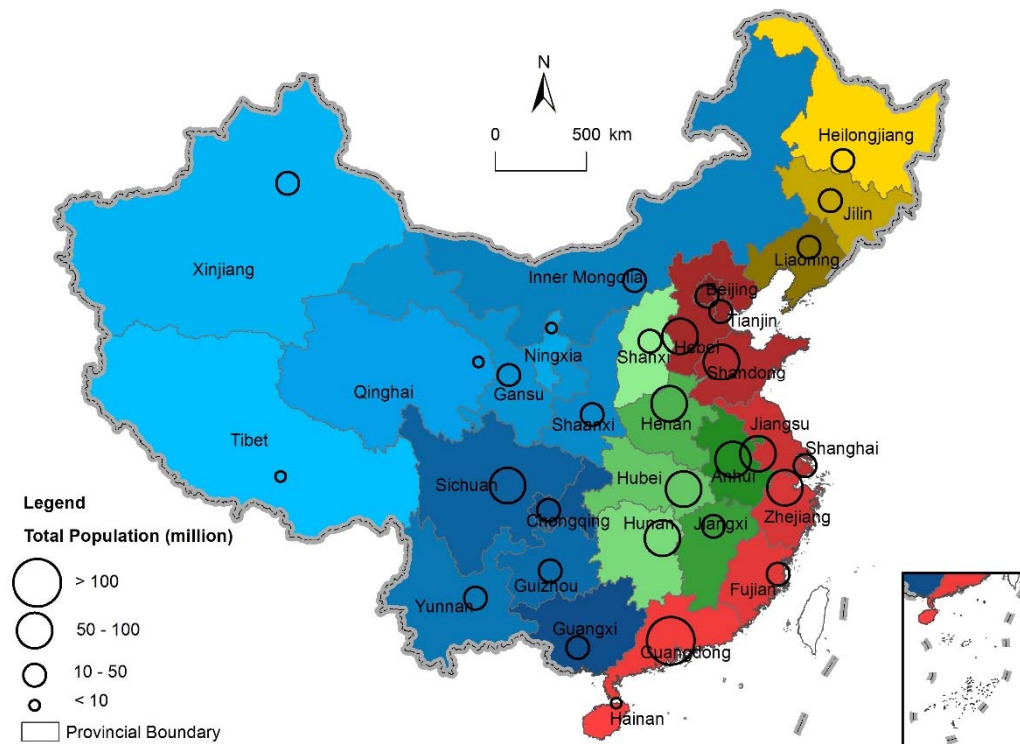 N
0 500 km
Heilongjiang
Jilin
Liaoning
Xinjiang
Inner Mongolia
Beijing
Tianjin
Ningxia
Shanxi
Hebei
Shandong
Qinghai
Gansu
Shaanxi
Henan
Jiangsu
Tibet
Shanghai
Sichuan
Hubei
Anhui
Chongqing
Zhejiang
Hunan
Jiangxi
Guizhou
Fujian
Yunnan
Guangxi
Guangdong
Hainan
Legend
Total Population (million)
> 100
50 - 100
10 - 50
< 10
Provincial Boundary